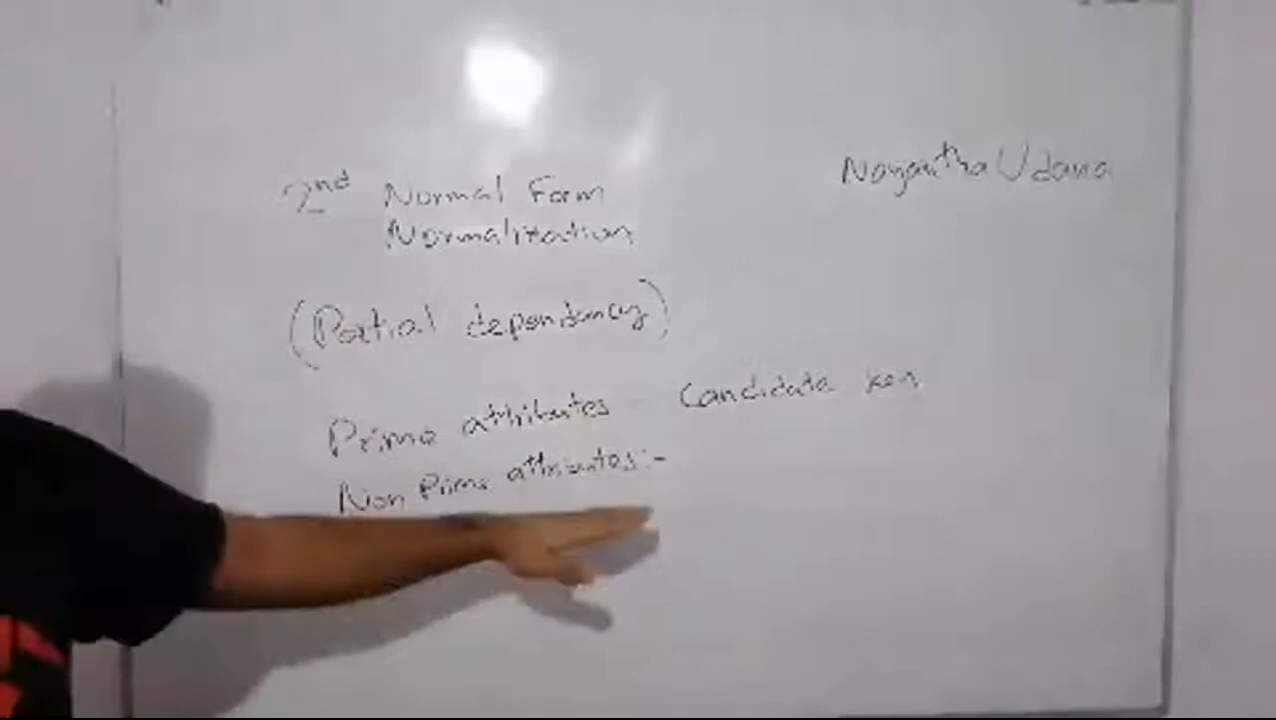 2nd Normal Form
Normalization
Nayantha Udana
(Partial dependency)
Prime attributes - Candidate key
Non Prime attributes :-